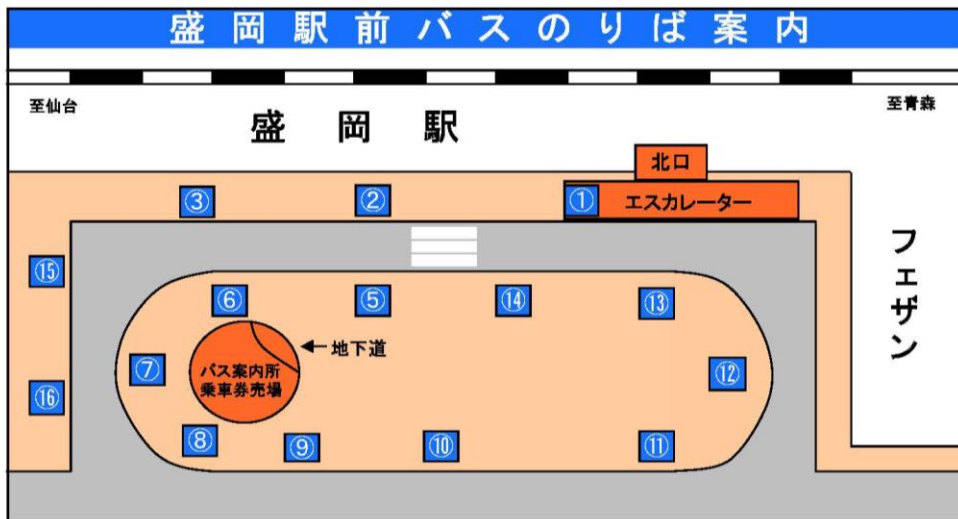 盛岡駅前バスのりば案内
至仙台
至青森
盛岡駅
北口
③
②
①
エスカレーター
フェザン
⑮
⑥
⑤
⑭
⑬
地下道
⑦
バス案内所
乗車券売場
⑫
⑯
⑧
⑨
⑩
⑪